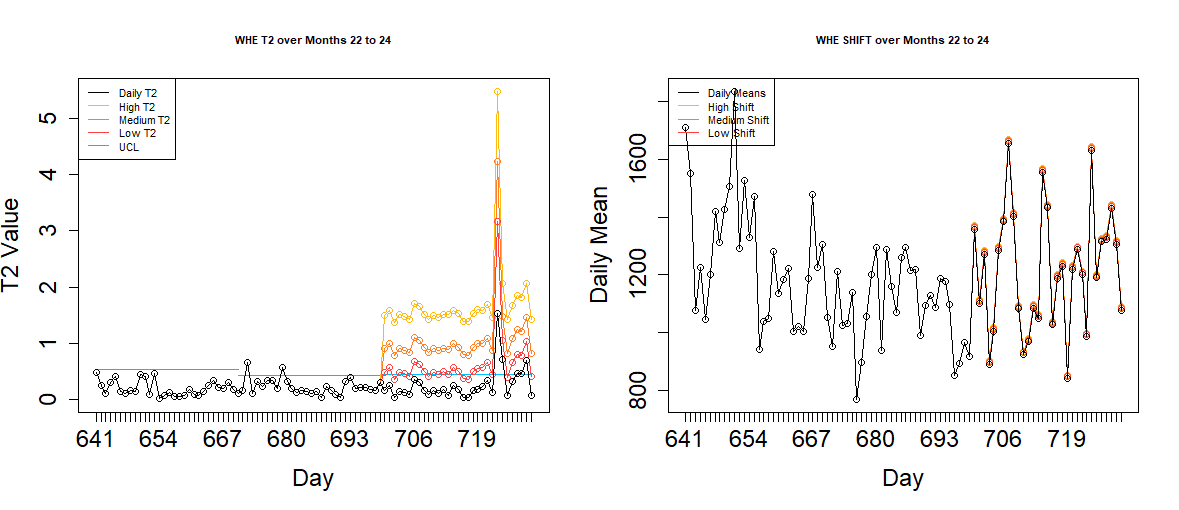 WHE T2 over Months 22 to 24
Daily T2
High T2
Medium T2
Low T2
UCL
T2 Value
0
1
2
3
4
5
641
654
667
680
693
706
719
Day
WHE SHIFT over Months 22 to 24
Daily Means
High Shift
Medium Shift
Low Shift
Daily Mean
800
1200
1600
641
654
667
680
693
706
719
Day